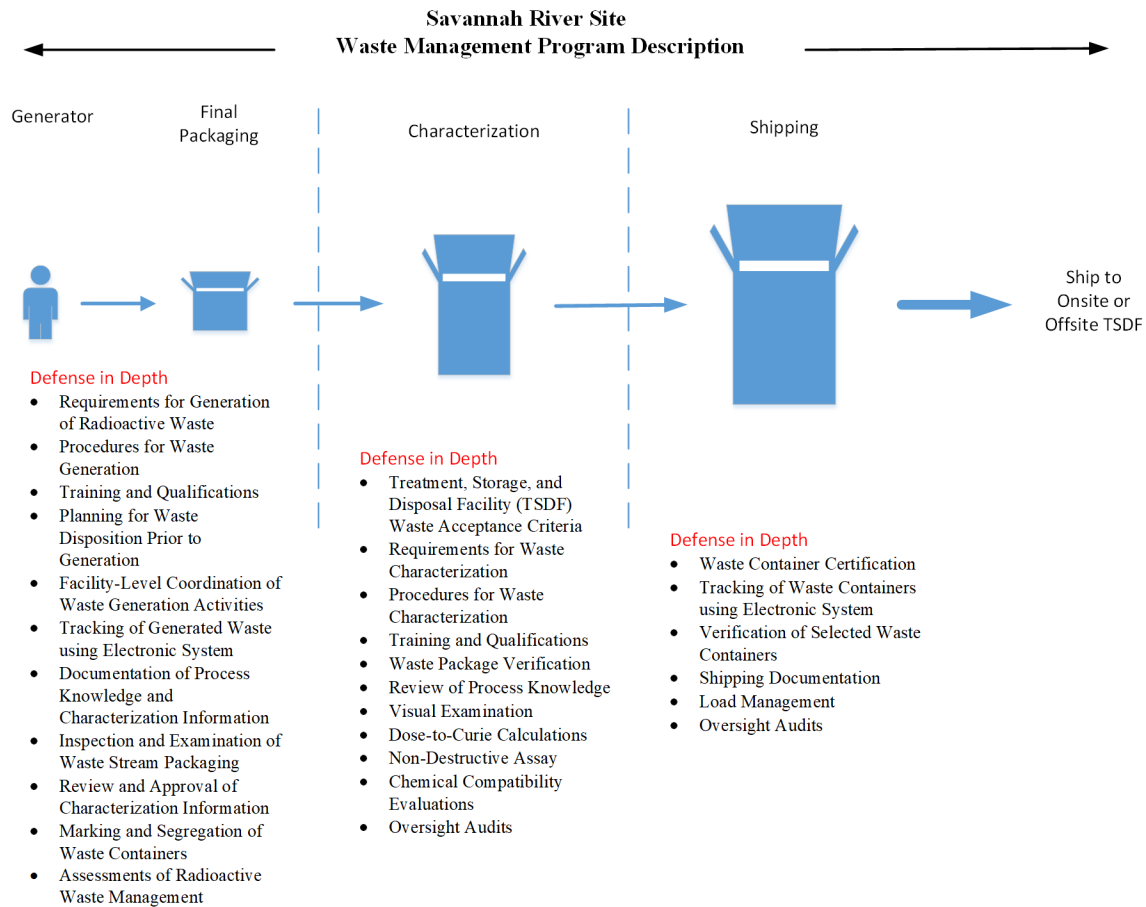 Savannah River Site
Waste Management Program Description
Generator
Final
Packaging
Characterization
Shipping
Ship to
Onsite or
Offsite TSDF
Defense in Depth
• Requirements for Generation
of Radioactive Waste
• Procedures for Waste
Generation
• Training and Qualifications
• Planning for Waste
Disposition Prior to
Generation
• Facility-Level Coordination of
Waste Generation Activities
• Tracking of Generated Waste
using Electronic System
• Documentation of Process
Knowledge and
Characterization Information
• Inspection and Examination of
Waste Stream Packaging
• Review and Approval of
Characterization Information
• Marking and Segregation of
Waste Containers
• Assessments of Radioactive
Waste Management
Defense in Depth
• Treatment, Storage, and
Disposal Facility (TSDF)
Waste Acceptance Criteria
• Requirements for Waste
Characterization
• Procedures for Waste
Characterization
• Training and Qualifications
• Waste Package Verification
• Review of Process Knowledge
• Visual Examination
• Dose-to-Curie Calculations
• Non-Destructive Assay
• Chemical Compatibility
Evaluations
• Oversight Audits
Defense in Depth
• Waste Container Certification
• Tracking of Waste Containers
using Electronic System
• Verification of Selected Waste
Containers
• Shipping Documentation
• Load Management
• Oversight Audits